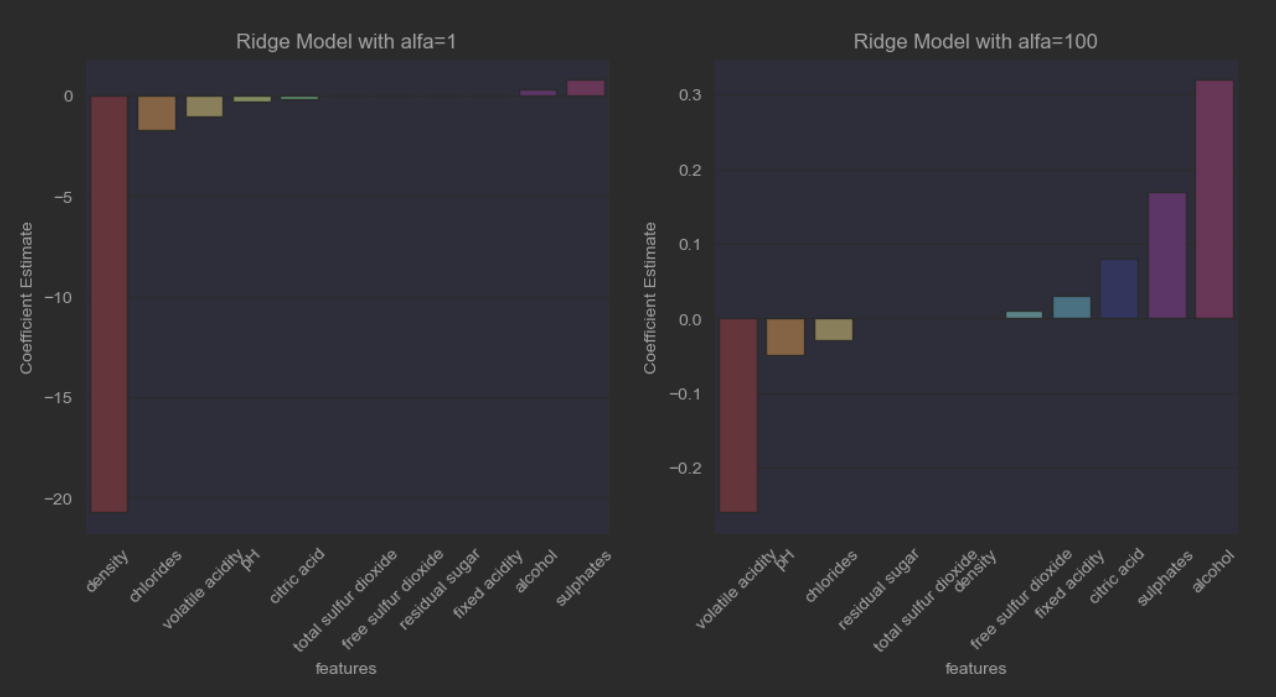 Ridge Model with alfa=1
0
−5
−10
−15
−20
Coefficient Estimate
density
chlorides
volatile acidity
pH
citric acid
total sulfur dioxide
free sulfur dioxide
residual sugar
fixed acidity
alcohol
sulphates
features
Ridge Model with alfa=100
0.3
0.2
0.1
0.0
−0.1
−0.2
Coefficient Estimate
volatile acidity
pH
chlorides
residual sugar
total sulfur dioxide
density
free sulfur dioxide
fixed acidity
citric acid
sulphates
alcohol
features